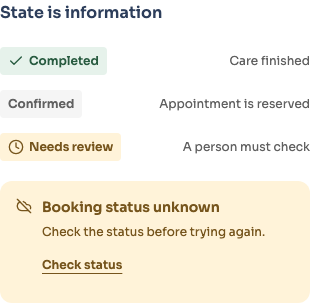 State is information
Completed
Care finished
Confirmed
Appointment is reserved
Needs review
A person must check
Booking status unknown
Check the status before trying again.
Check status